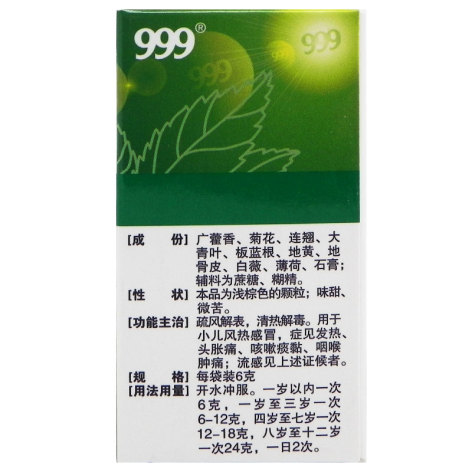 999®
999
999
[成 份] 广藿香、菊花、连翘、大
青叶、板蓝根、地黄、地
骨皮、白薇、薄荷、石膏；
辅料为蔗糖、糊精。
[性 状] 本品为浅棕色的颗粒；味甜、
微苦。
[功能主治] 疏风解表，清热解毒。用于
小儿风热感冒，症见发热、
头胀痛、咳嗽痰黏、咽喉
肿痛；流感见上述证候者。
[规 格] 每袋装6克
[用法用量] 开水冲服。一岁以内一次
6克，一岁至三岁一次
6-12克，四岁至七岁一次
12-18克，八岁至十二岁
一次24克，一日2次。